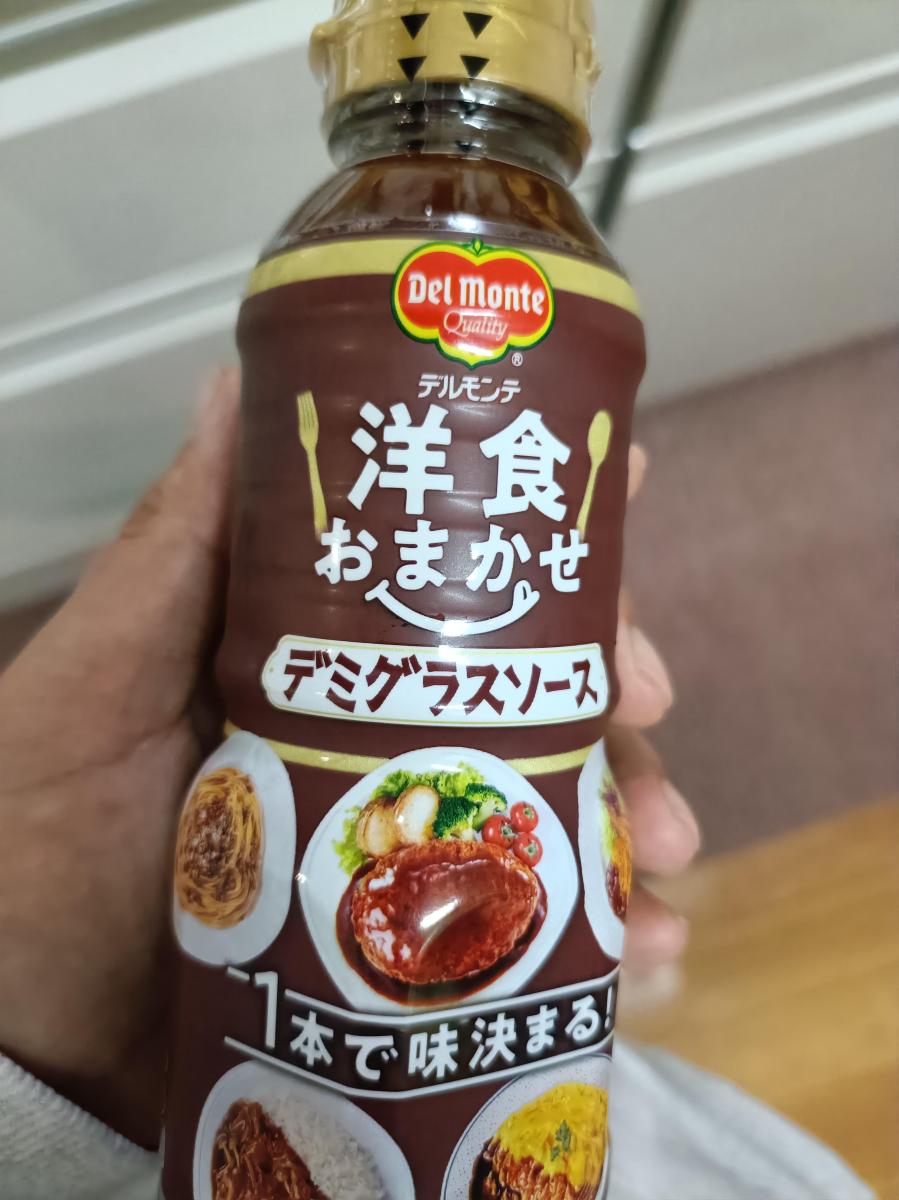 Del Monte
Quality
®
デルモンテ
洋食
おまかせ
デミグラスソース
1本で味決まる!